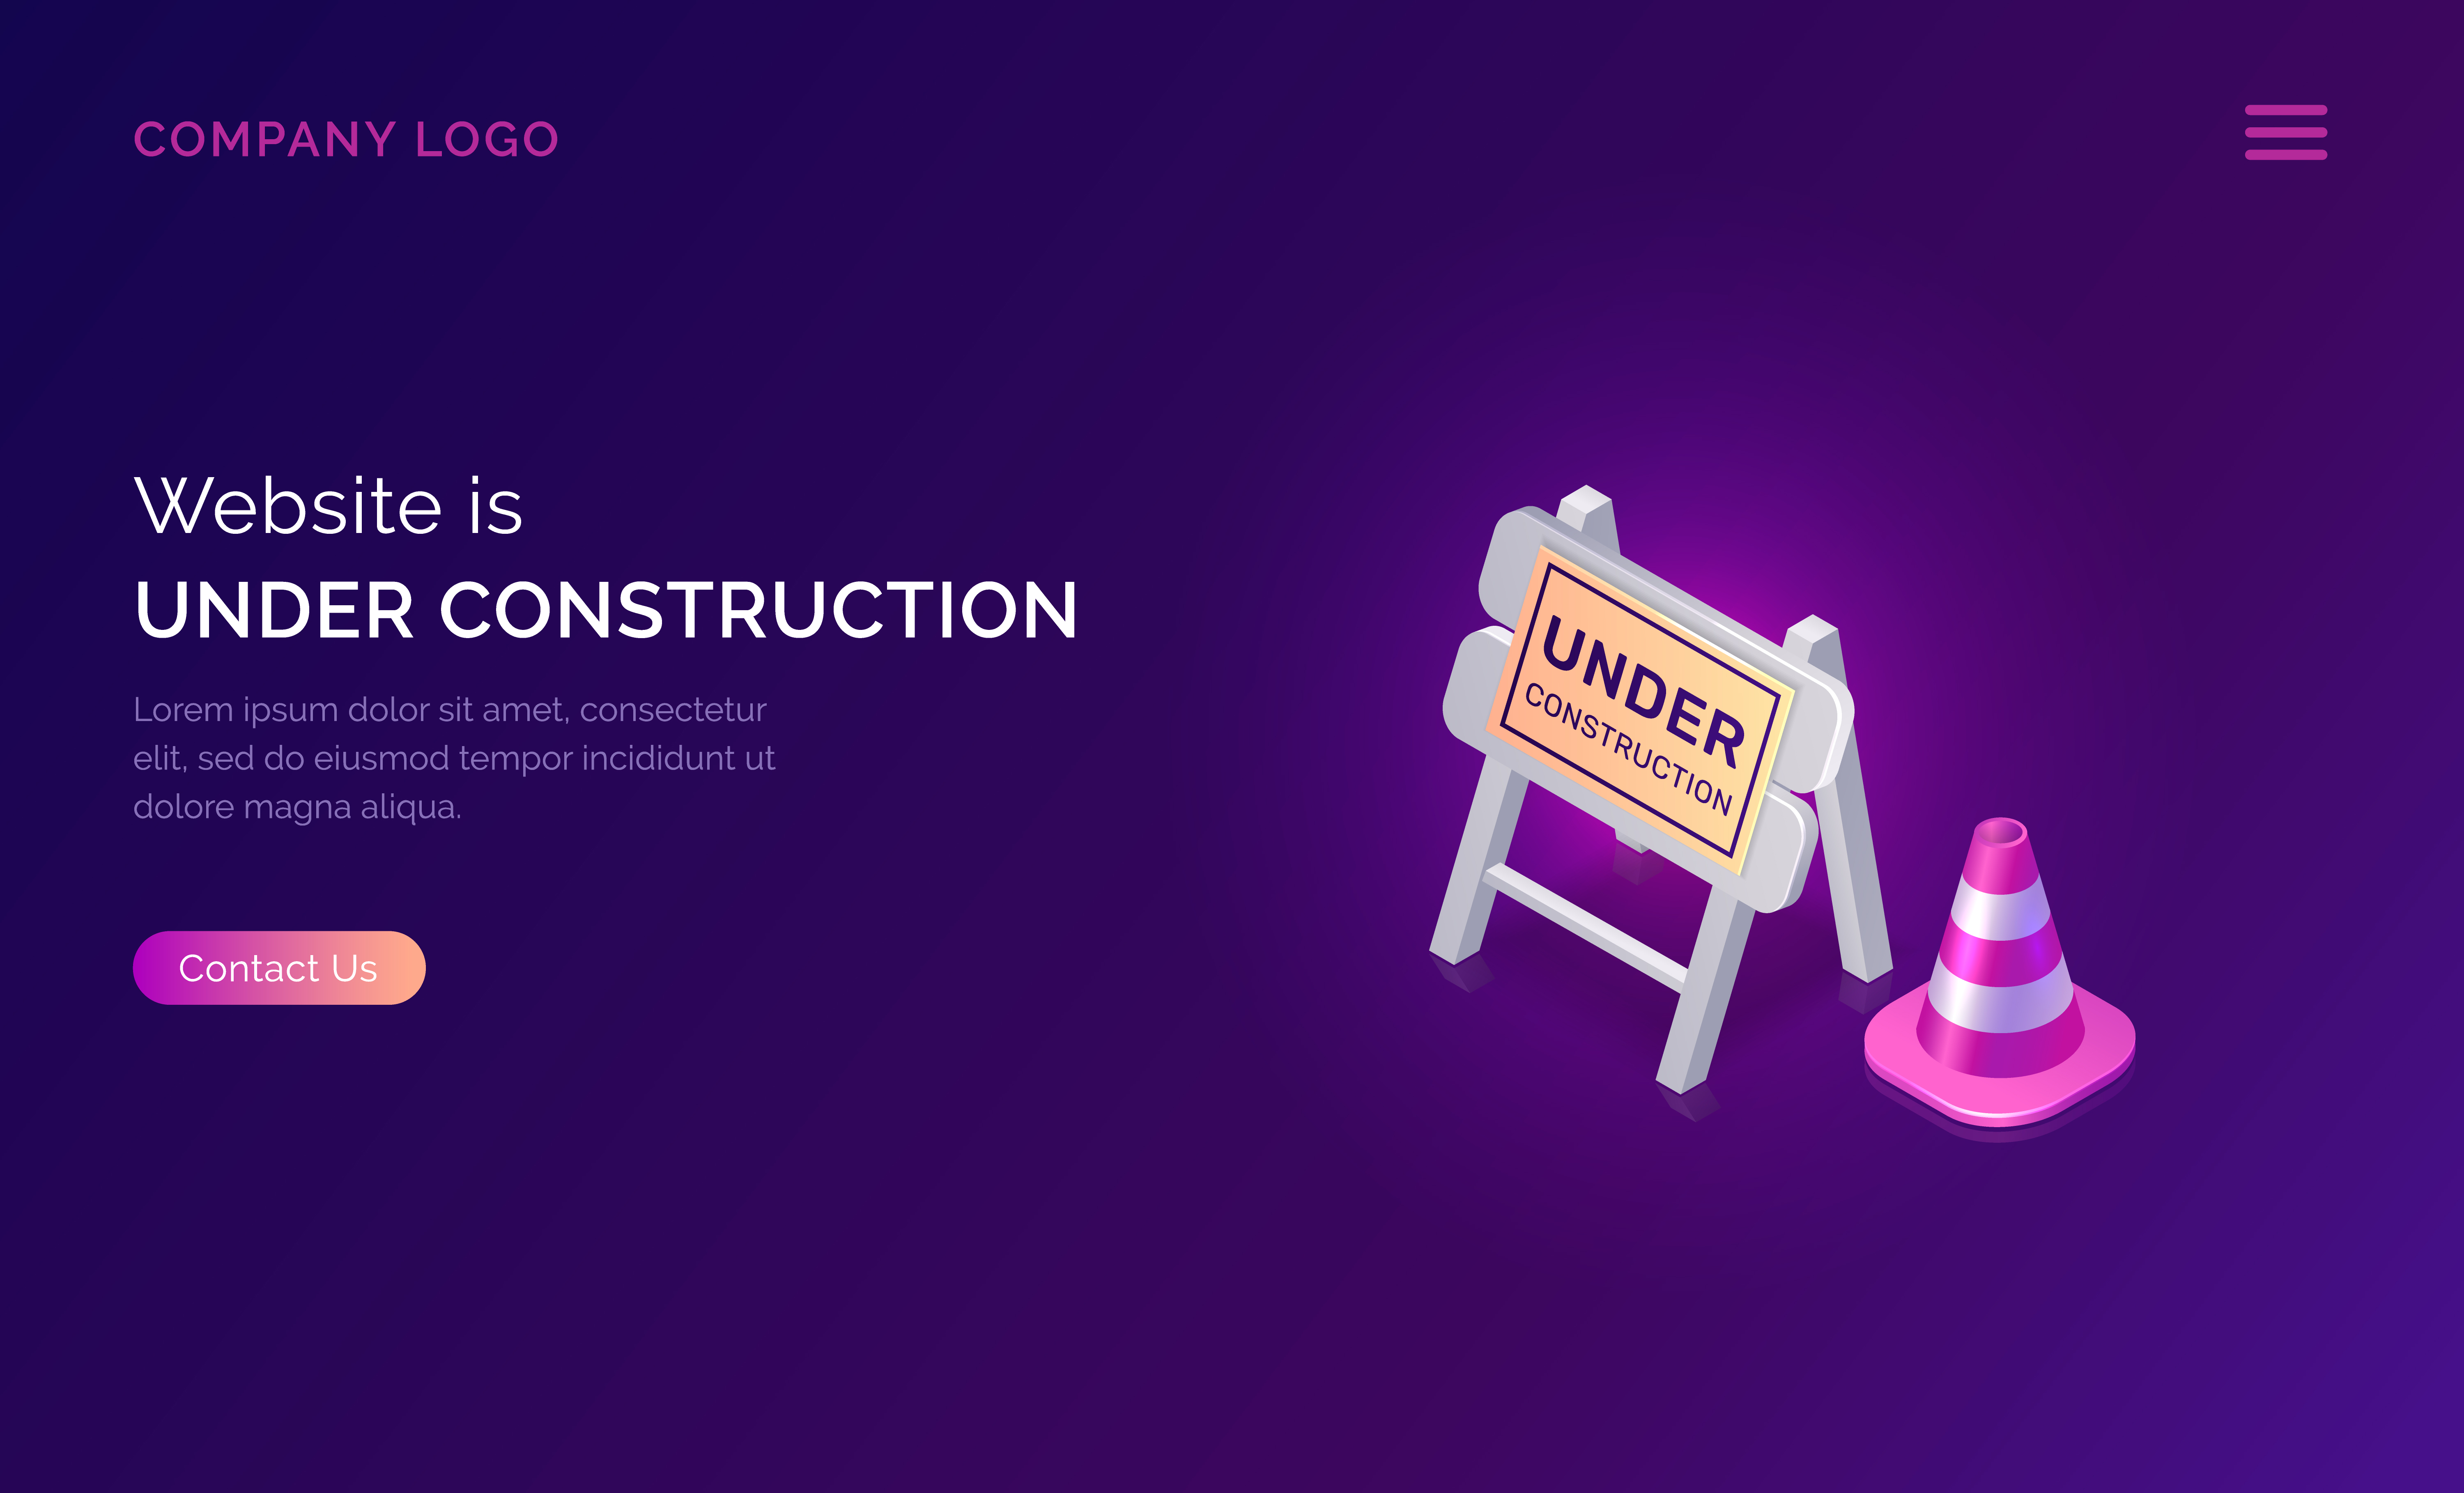 COMPANY LOGO
Website is
UNDER CONSTRUCTION
Lorem ipsum dolor sit amet, consectetur
elit, sed do eiusmod tempor incididunt ut
dolore magna aliqua.
Contact Us
UNDER
CONSTRUCTION